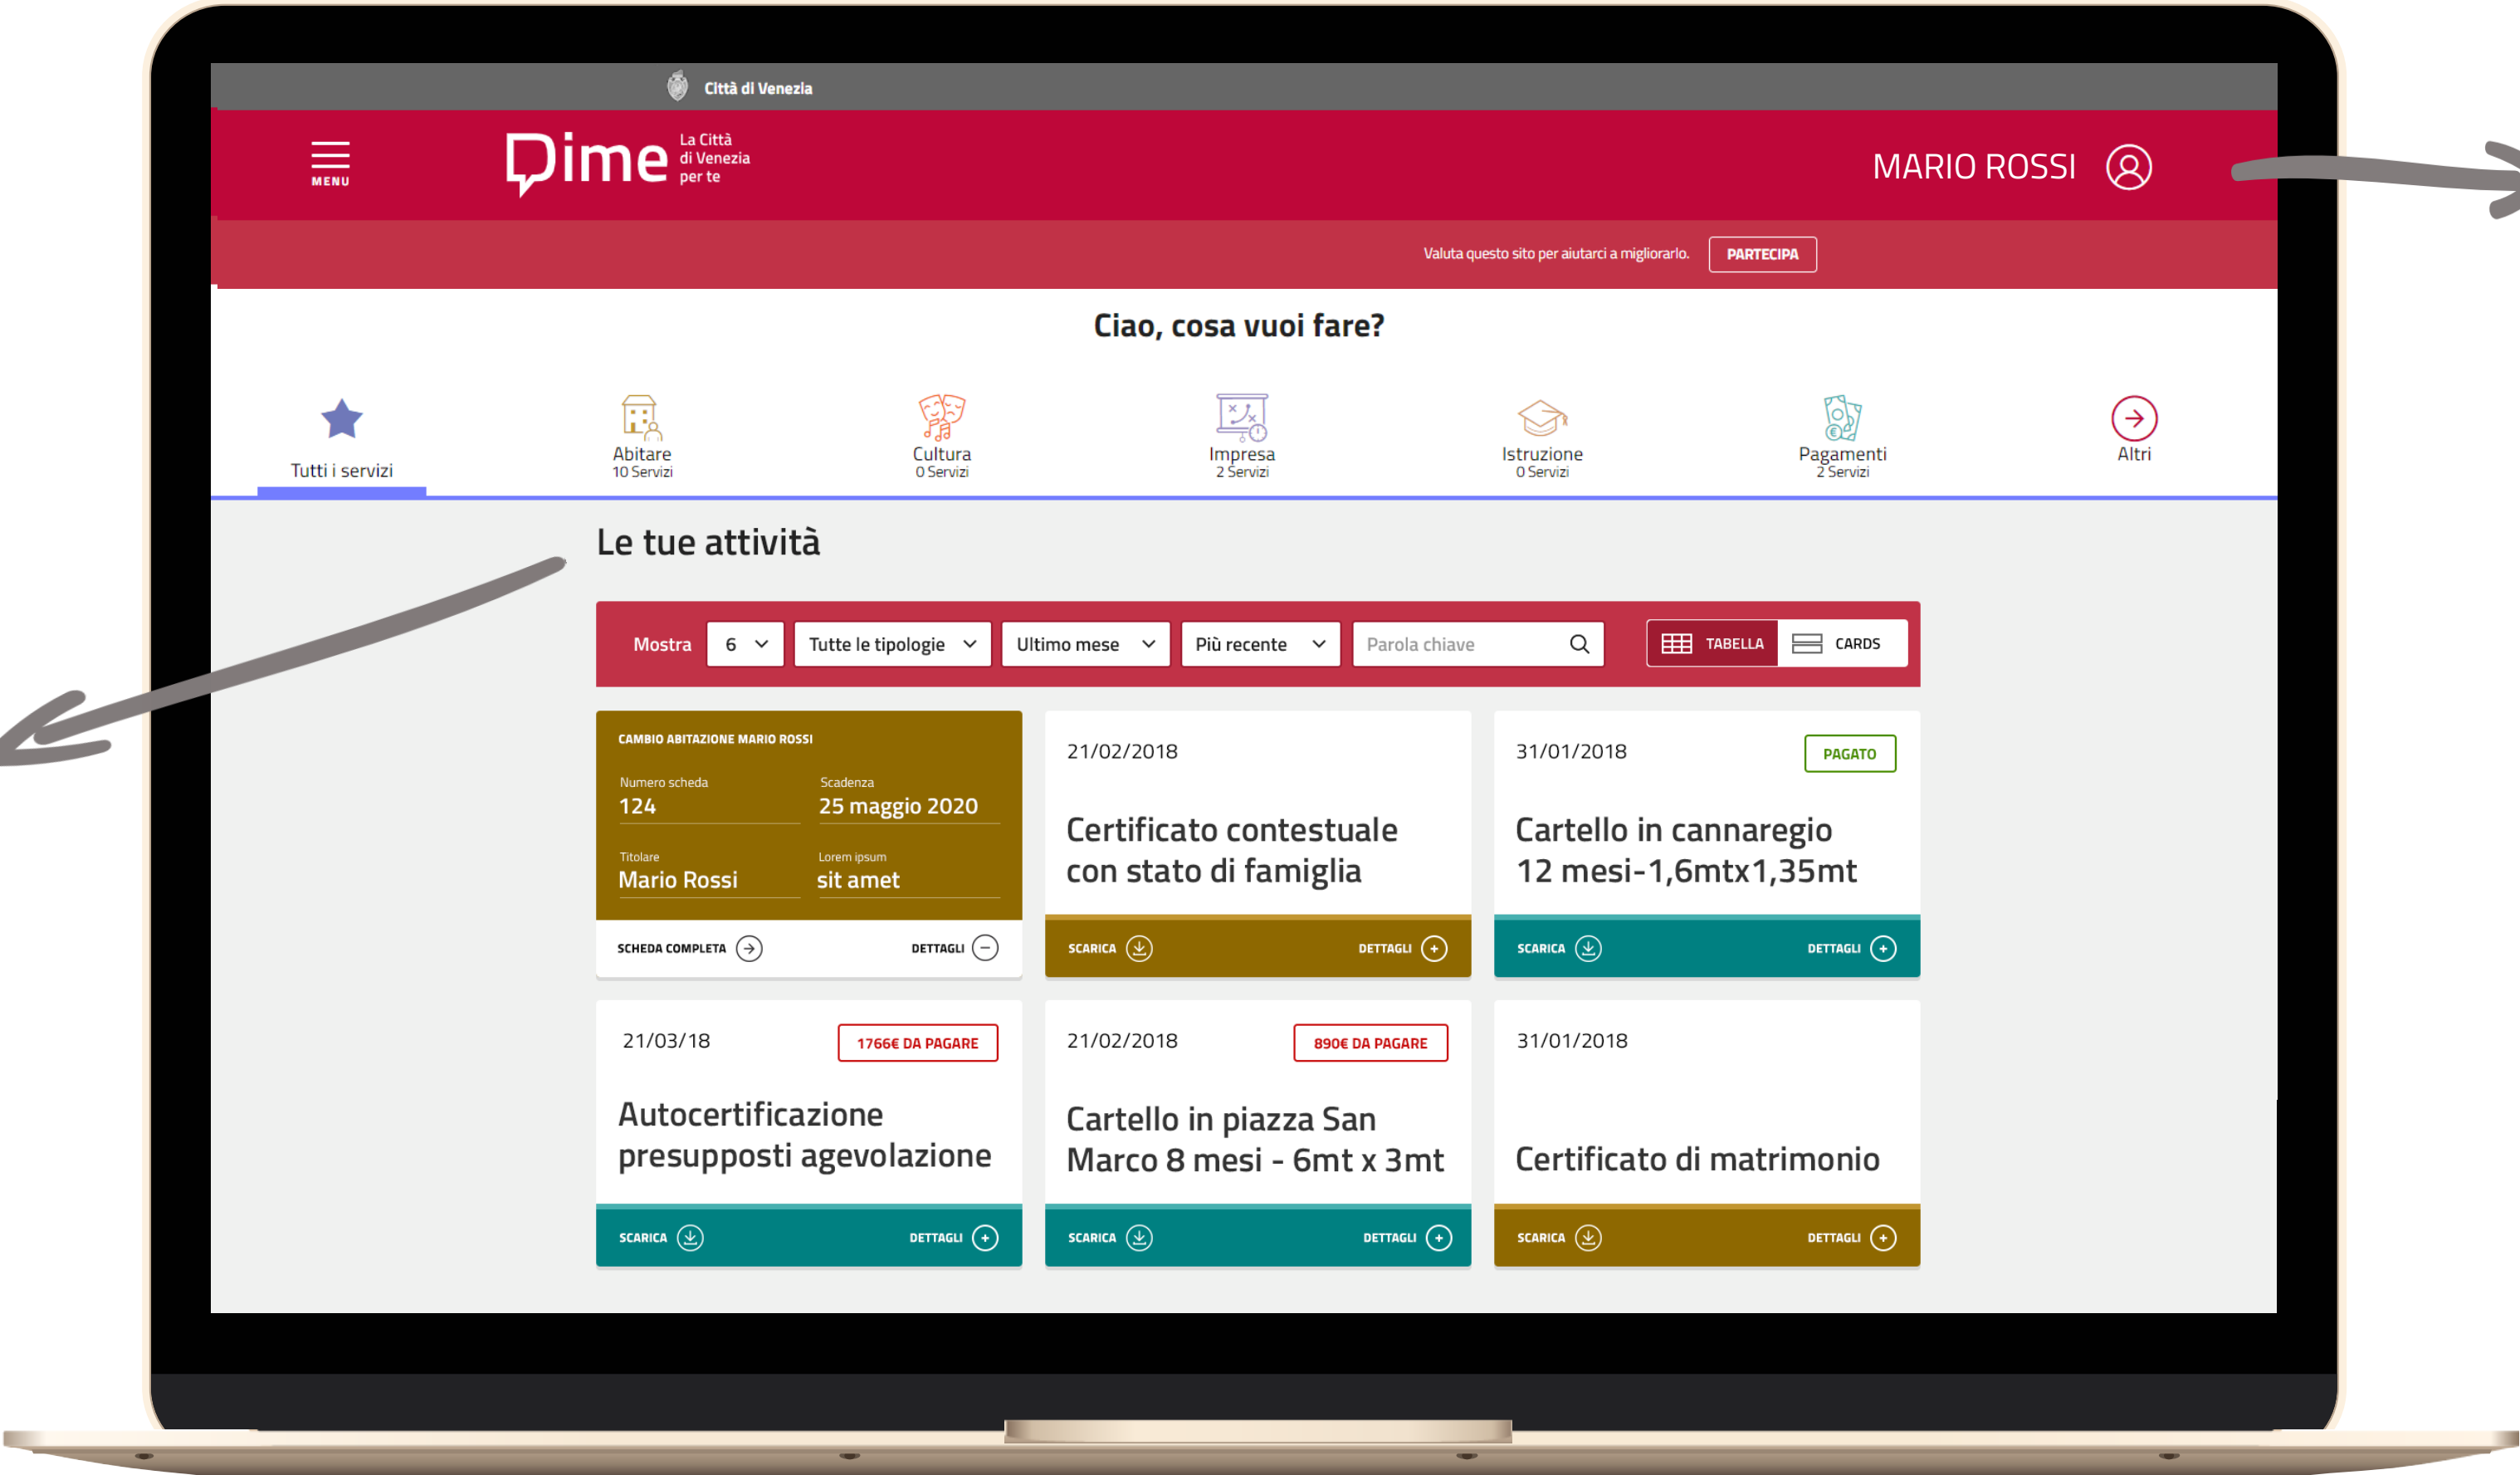 Città di Venezia
MENU
Dime
La Città
di Venezia
per te
MARIO ROSSI
Valuta questo sito per aiutarci a migliorarlo.
PARTECIPA
Ciao, cosa vuoi fare?
Tutti i servizi
Abitare
10 Servizi
Cultura
0 Servizi
Impresa
2 Servizi
Istruzione
0 Servizi
Pagamenti
2 Servizi
Altri
Le tue attività
Mostra
6
Tutte le tipologie
Ultimo mese
Più recente
Parola chiave
TABELLA
CARDS
CAMBIO ABITAZIONE MARIO ROSSI
Numero scheda
124
Scadenza
25 maggio 2020
Titolare
Mario Rossi
Lorem ipsum
sit amet
SCHEDA COMPLETA
DETTAGLI
21/02/2018
Certificato contestuale
con stato di famiglia
SCARICA
DETTAGLI
31/01/2018
PAGATO
Cartello in cannaregio
12 mesi-1,6mtx1,35mt
SCARICA
DETTAGLI
21/03/18
1766€ DA PAGARE
Autocertificazione
presupposti agevolazione
SCARICA
DETTAGLI
21/02/2018
890€ DA PAGARE
Cartello in piazza San
Marco 8 mesi - 6mt x 3mt
SCARICA
DETTAGLI
31/01/2018
Certificato di matrimonio
SCARICA
DETTAGLI